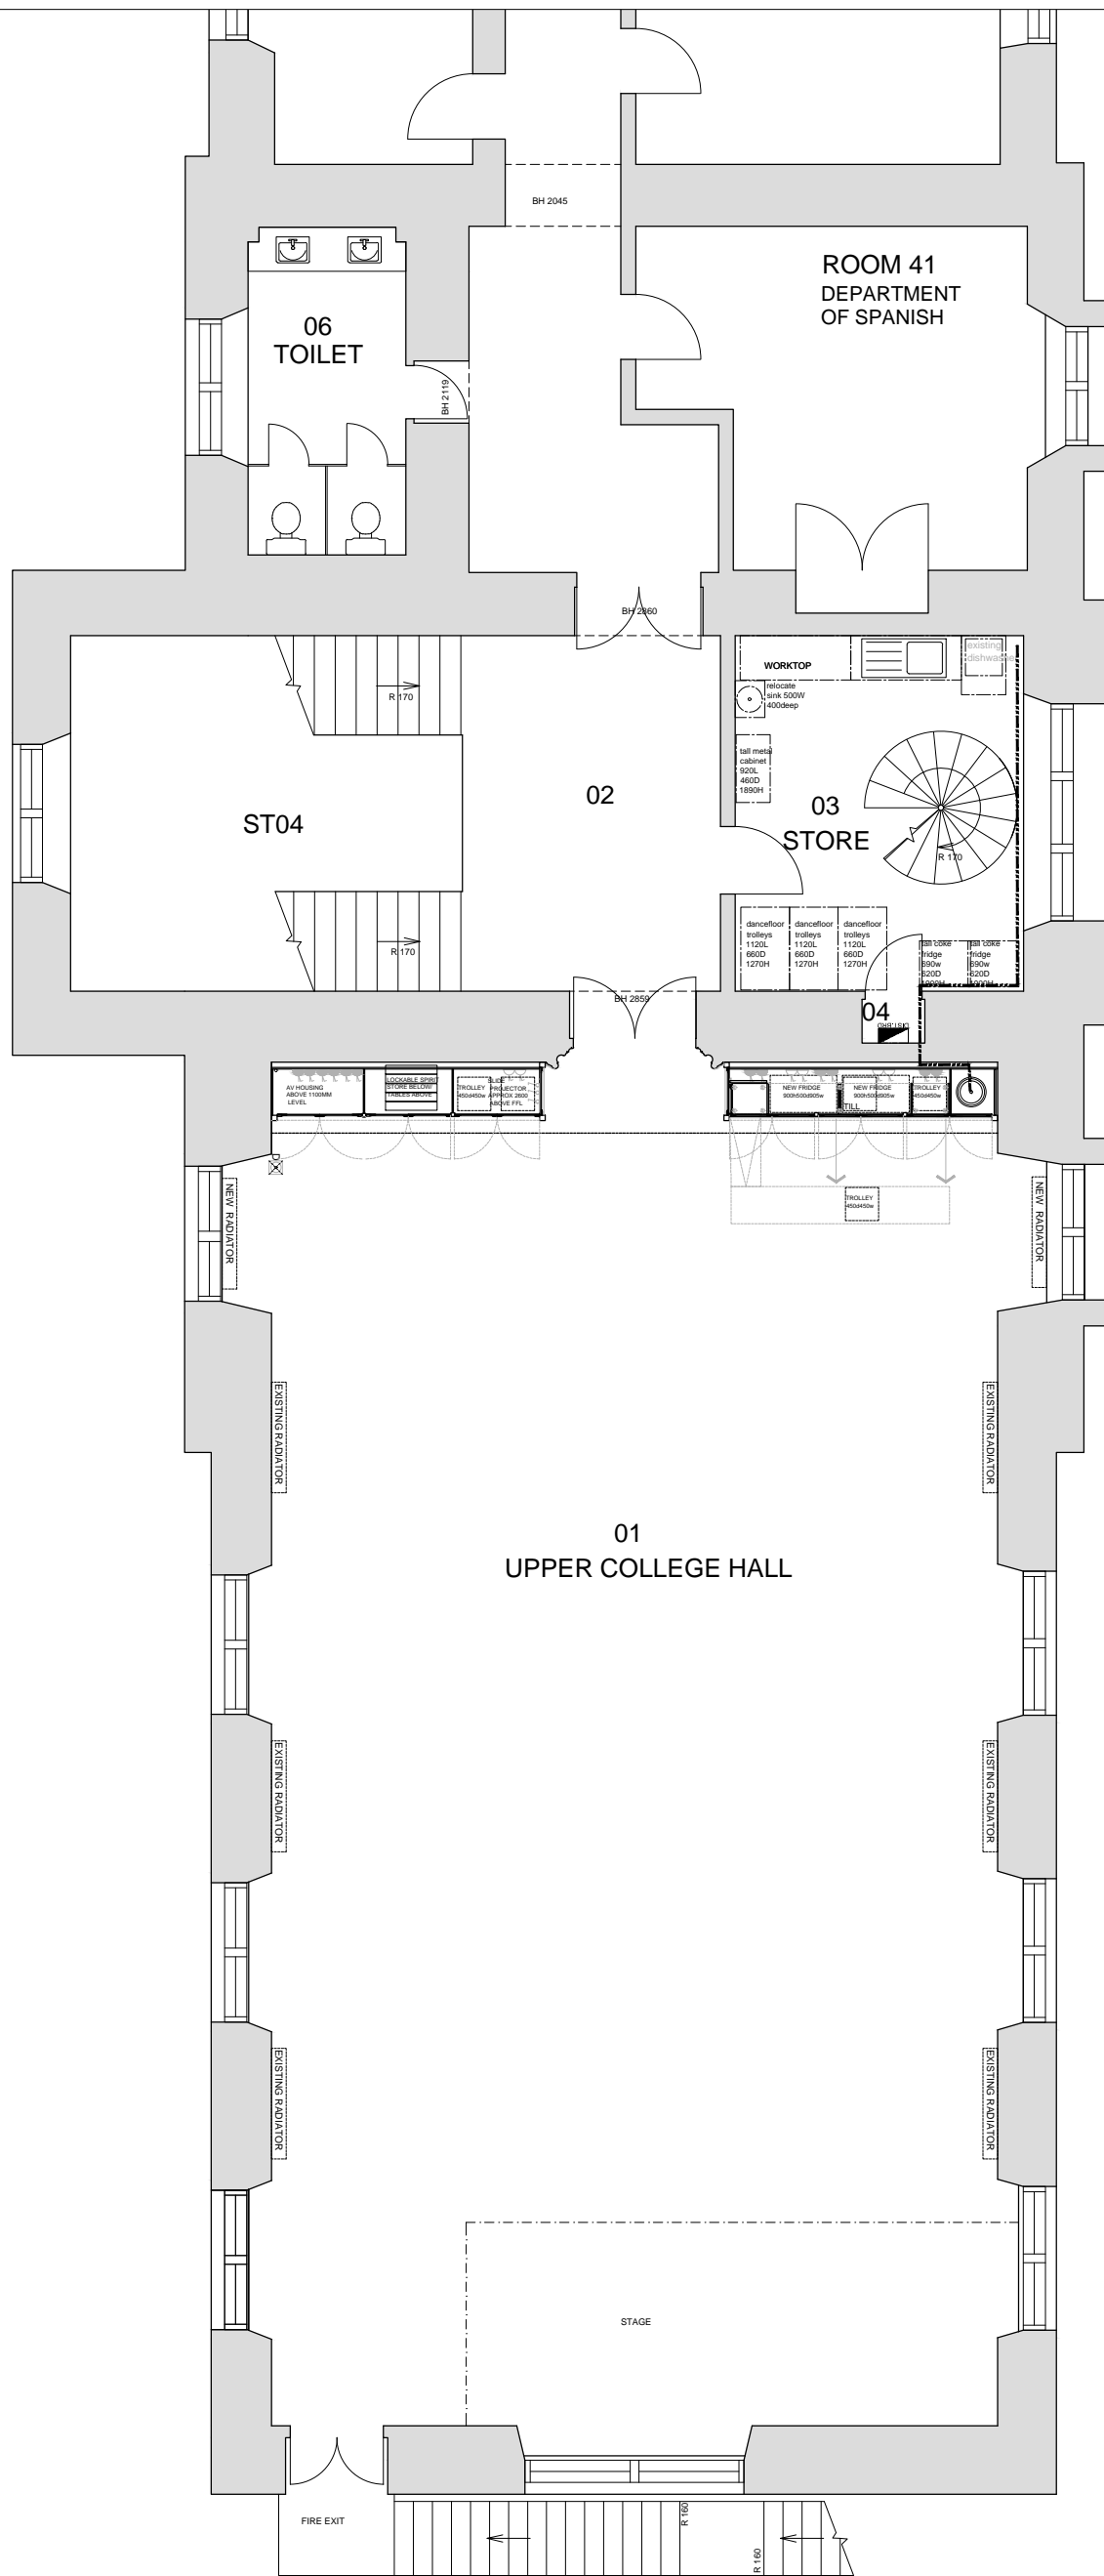 BH 2045
ROOM 41
DEPARTMENT
OF SPANISH
06
TOILET
BH 2119
BH 2860
WORKTOP
existing
relocate
sink 500W
400deep
R 170
tall metal
cabinet
920L
460D
1890H
02
03
STORE
ST04
R 170
R 170
dancefloor
trolleys
1120L
660D
1270H
dancefloor
trolleys
1120L
660D
1270H
dancefloor
trolleys
1120L
660D
1270H
tall coke
fridge
690w
620D
tall coke
fridge
690w
620D
BH 2859
04
DIST.BRD
AV HOUSING
ABOVE 1100MM
LEVEL
LOCKABLE SPIRIT
STORE BELOW
TABLES ABOVE
TROLLEY
450d450w
SLIDE
PROJECTOR
APPROX 2600
ABOVE FFL
NEW FRIDGE
900h500d905w
NEW FRIDGE
900h500d905w
TILL
TROLLEY
450d450w
TROLLEY
450d450w
NEW RADIATOR
NEW RADIATOR
EXISTING RADIATOR
EXISTING RADIATOR
01
UPPER COLLEGE HALL
EXISTING RADIATOR
EXISTING RADIATOR
EXISTING RADIATOR
EXISTING RADIATOR
STAGE
FIRE EXIT
R 160
R 160